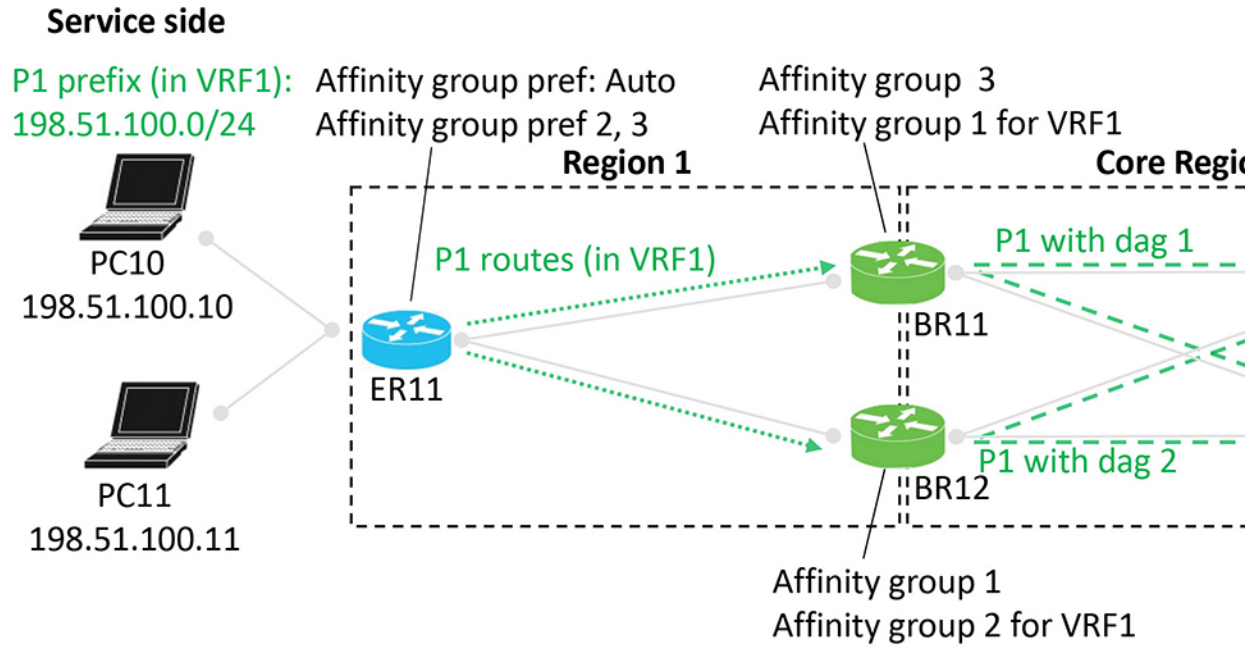 Service side
P1 prefix (in VRF1):
198.51.100.0/24
Affinity group pref: Auto
Affinity group pref 2, 3
Affinity group 3
Affinity group 1 for VRF1
Region 1
Core Regio
PC10
198.51.100.10
P1 routes (in VRF1)
P1 with dag 1
BR11
ER11
PC11
198.51.100.11
P1 with dag 2
BR12
Affinity group 1
Affinity group 2 for VRF1